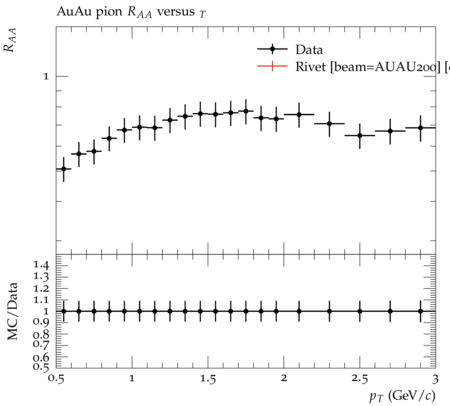 AuAu pion R_AA versus _T
R_AA
1
Data
Rivet [beam=AUAU200] [
MC/Data
1.4
1.3
1.2
1.1
1
0.9
0.8
0.7
0.6
0.5
0.5 1 1.5 2 2.5 3
p_T (GeV/c)